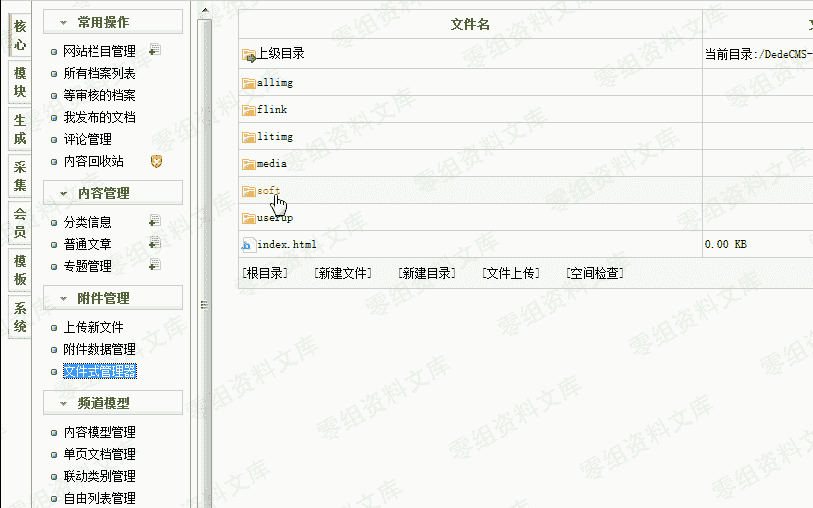 核心
模块
生成
采集
会员
模板
系统
常用操作
网站栏目管理
所有档案列表
等审核的档案
我发布的文档
评论管理
内容回收站
内容管理
分类信息
普通文章
专题管理
附件管理
上传新文件
附件数据管理
文件式管理器
频道模型
内容模型管理
单页文档管理
联动类别管理
自由列表管理
文件名
上级目录
当前目录:/DedeCMS-
allimg
flink
litimg
media
soft
userup
index.html
0.00 KB
[根目录] [新建文件] [新建目录] [文件上传] [空间检查]
零组资料文库